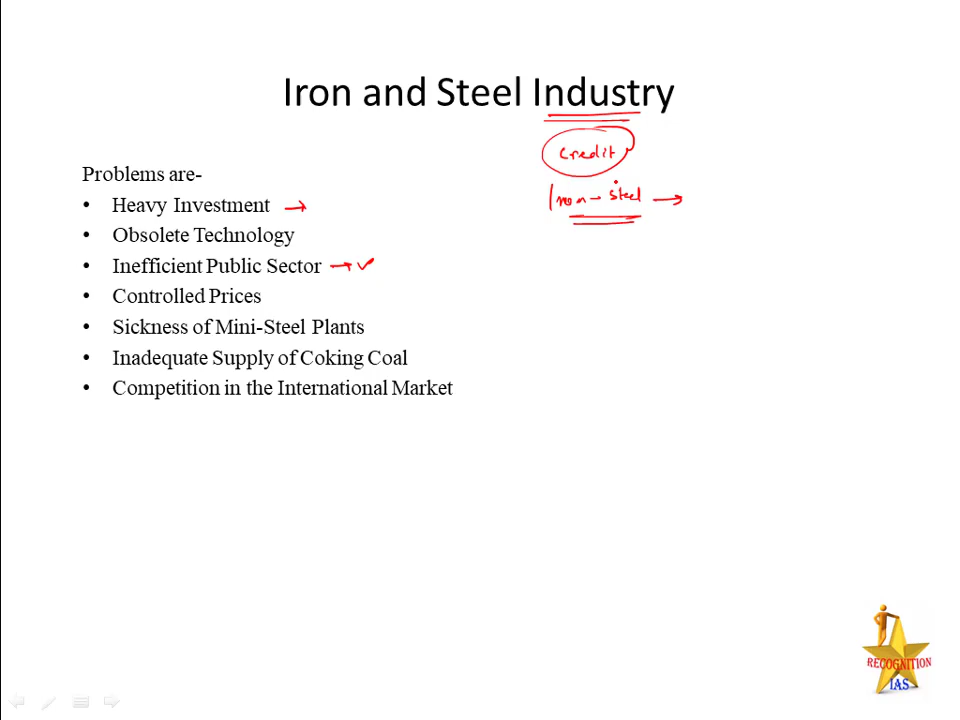 Iron and Steel Industry
credit
Iron - steel
Problems are-
• Heavy Investment
• Obsolete Technology
• Inefficient Public Sector
• Controlled Prices
• Sickness of Mini-Steel Plants
• Inadequate Supply of Coking Coal
• Competition in the International Market
RECOGNITION
IAS